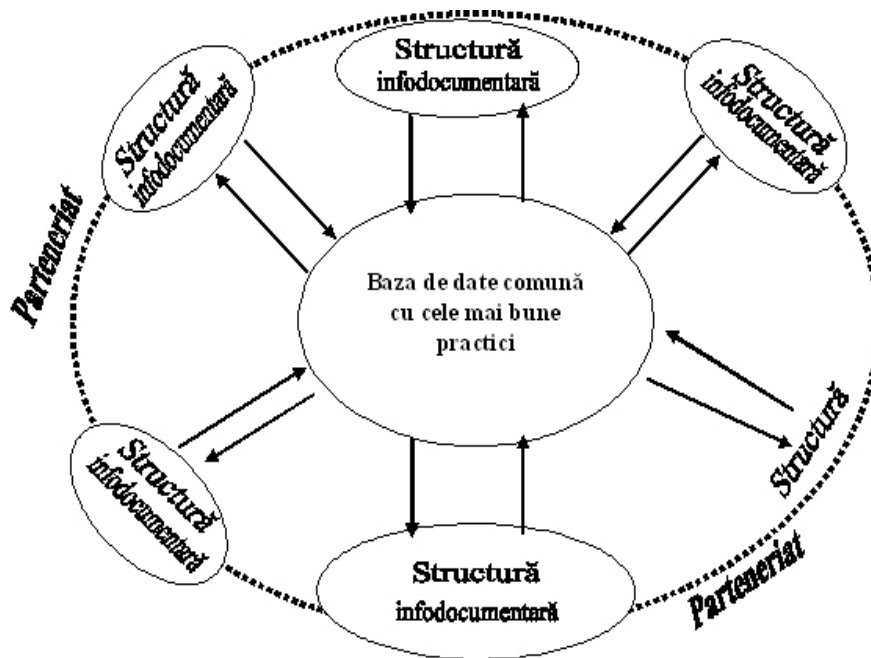 Structură
infodocumentară
Structură
infodocumentară
Structură
infodocumentară
Parteneriat
Baza de date comună
cu cele mai bune
practici
Structură
Structură
infodocumentară
Structură
infodocumentară
Parteneriat